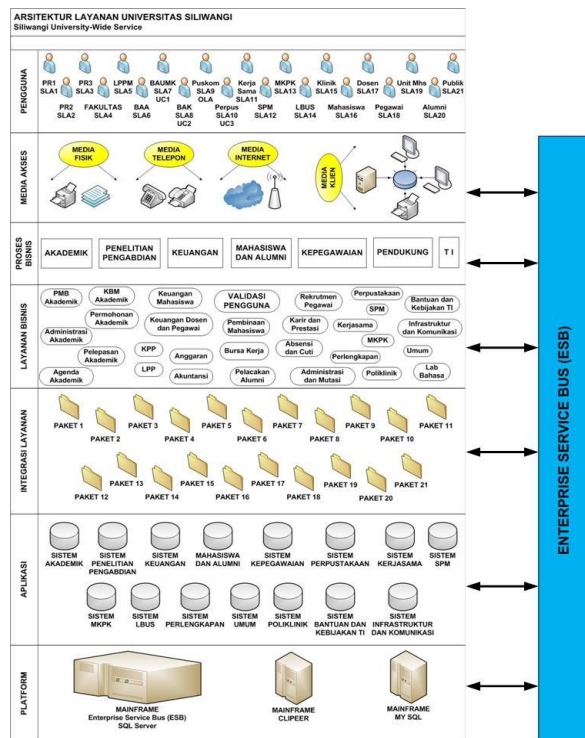 ARSITEKTUR LAYANAN UNIVERSITAS SILIWANGI
Siliwangi University-Wide Service
PENGGUNA
PR1
SLA1
PR3
SLA3
LPPM
SLA5
BAUMK
SLA7
UC1
Puskom
SLA9
OLA
Kerja
Sama
SLA11
MKPK
SLA13
Klinik
SLA15
Dosen
SLA17
Unit Mhs
SLA19
Publik
SLA21
PR2
SLA2
FAKULTAS
SLA4
BAA
SLA6
BAK
SLA8
UC2
Perpus
SLA10
UC3
SPM
SLA12
LBUS
SLA14
Mahasiswa
SLA16
Pegawai
SLA18
Alumni
SLA20
MEDIA AKSES
MEDIA
FISIK
MEDIA
TELEPON
MEDIA
INTERNET
MEDIA
KLIEN
PROSES
BISNIS
AKADEMIK
PENELITIAN
PENGABDIAN
KEUANGAN
MAHASISWA
DAN ALUMNI
KEPEGAWAIAN
PENDUKUNG
T I
LAYANAN BISNIS
PMB
Akademik
KBM
Akademik
Keuangan
Mahasiswa
VALIDASI
PENGGUNA
Rekrutmen
Pegawai
Perpustakaan
SPM
Bantuan dan
Kebijakan TI
Permohonan
Akademik
Administrasi
Akademik
Keuangan Dosen
dan Pegawai
Pembinaan
Mahasiswa
Karir dan
Prestasi
Kerjasama
Infrastruktur
dan Komunikasi
MKPK
Pelepasan
Akademik
KPP
Anggaran
Bursa Kerja
Absensi
dan Cuti
Perlengkapan
Umum
Agenda
Akademik
LPP
Akuntansi
Pelacakan
Alumni
Administrasi
dan Mutasi
Poliklinik
Lab
Bahasa
INTEGRASI LAYANAN
PAKET 1
PAKET 2
PAKET 3
PAKET 4
PAKET 5
PAKET 6
PAKET 7
PAKET 8
PAKET 9
PAKET 10
PAKET 11
PAKET 12
PAKET 13
PAKET 14
PAKET 15
PAKET 16
PAKET 17
PAKET 18
PAKET 19
PAKET 20
PAKET 21
APLIKASI
SISTEM
AKADEMIK
SISTEM
PENELITIAN
PENGABDIAN
SISTEM
KEUANGAN
MAHASISWA
DAN ALUMNI
SISTEM
KEPEGAWAIAN
SISTEM
PERPUSTAKAAN
SISTEM
KERJASAMA
SISTEM
SPM
SISTEM
MKPK
SISTEM
LBUS
SISTEM
PERLENGKAPAN
SISTEM
UMUM
SISTEM
POLIKLINIK
SISTEM
BANTUAN DAN
KEBIJAKAN TI
SISTEM
INFRASTRUKTUR
DAN KOMUNIKASI
PLATFORM
MAINFRAME
Enterprise Service Bus (ESB)
SQL Server
MAINFRAME
CLIPEER
MAINFRAME
MY SQL
ENTERPRISE SERVICE BUS (ESB)